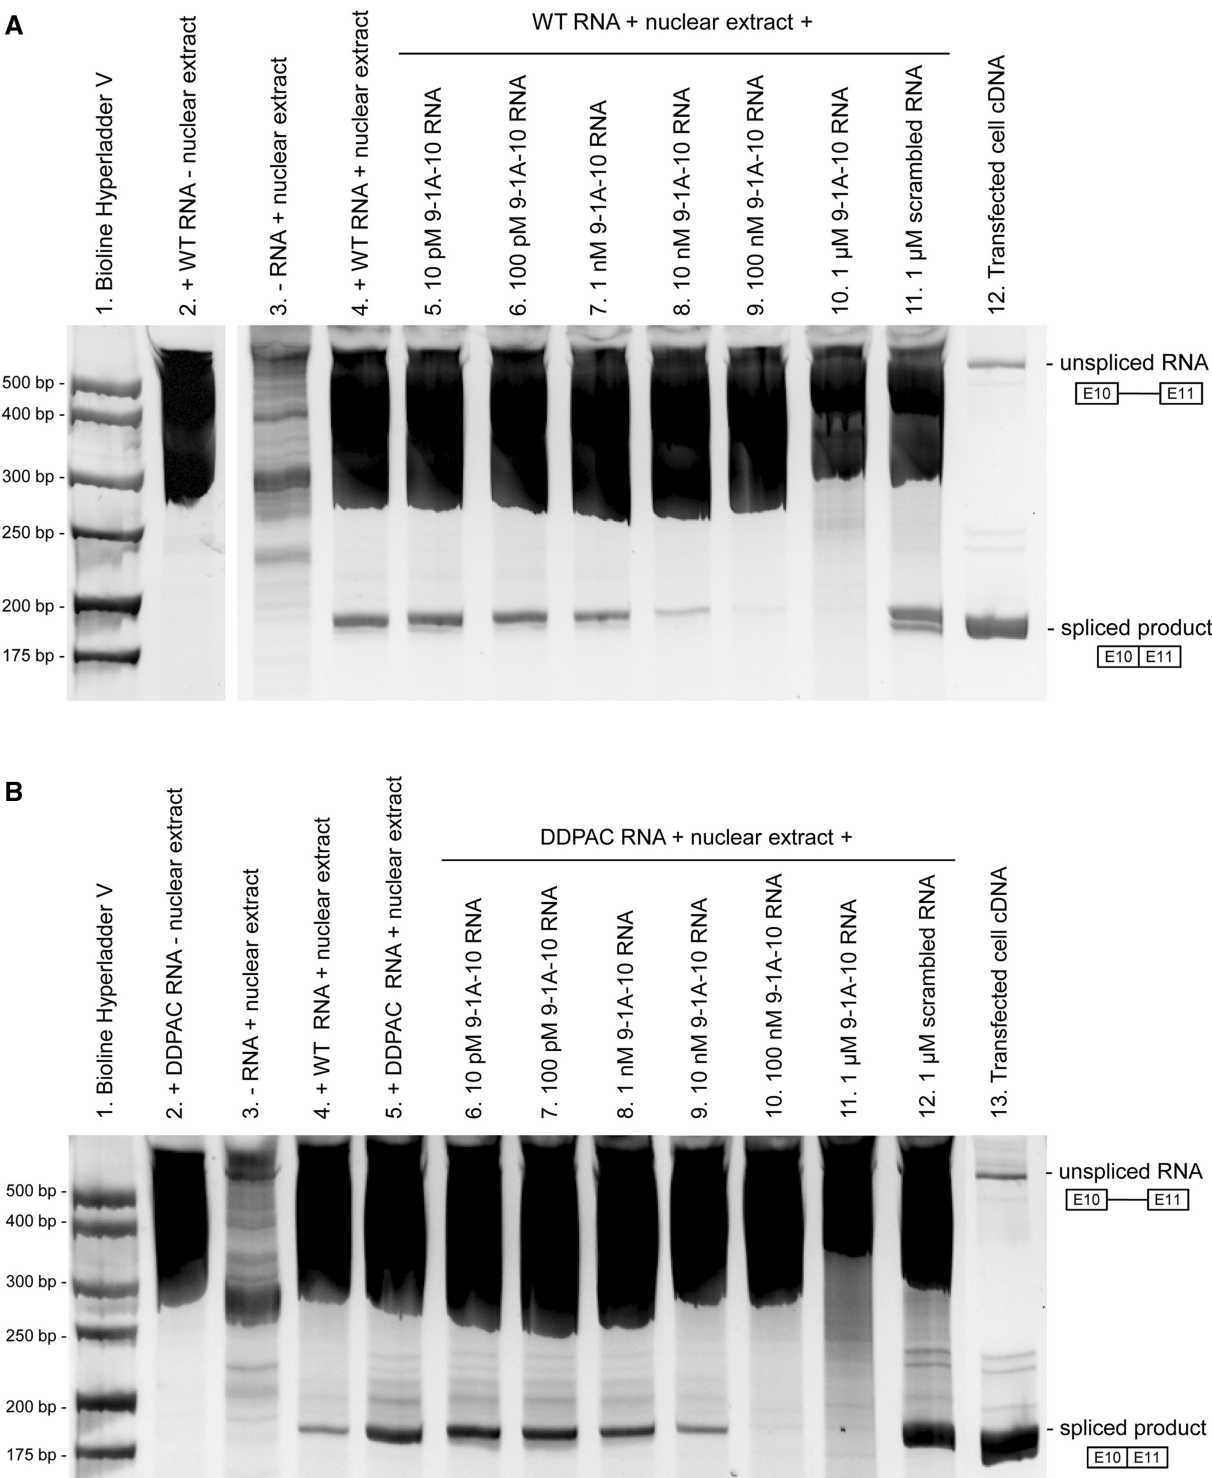 A
WT RNA + nuclear extract +
1. Bioline Hyperladder V
2. + WT RNA - nuclear extract
3. - RNA + nuclear extract
4. + WT RNA + nuclear extract
5. 10 pM 9-1A-10 RNA
6. 100 pM 9-1A-10 RNA
7. 1 nM 9-1A-10 RNA
8. 10 nM 9-1A-10 RNA
9. 100 nM 9-1A-10 RNA
10. 1 µM 9-1A-10 RNA
11. 1 µM scrambled RNA
12. Transfected cell cDNA
500 bp -
400 bp -
300 bp -
250 bp -
200 bp -
175 bp -
- unspliced RNA
E10 E11
- spliced product
E10 E11
B
DDPAC RNA + nuclear extract +
1. Bioline Hyperladder V
2. + DDPAC RNA - nuclear extract
3. - RNA + nuclear extract
4. + WT RNA + nuclear extract
5. + DDPAC RNA + nuclear extract
6. 10 pM 9-1A-10 RNA
7. 100 pM 9-1A-10 RNA
8. 1 nM 9-1A-10 RNA
9. 10 nM 9-1A-10 RNA
10. 100 nM 9-1A-10 RNA
11. 1 µM 9-1A-10 RNA
12. 1 µM scrambled RNA
13. Transfected cell cDNA
500 bp -
400 bp -
300 bp -
250 bp -
200 bp -
175 bp -
- unspliced RNA
E10 E11
- spliced product
E10 E11